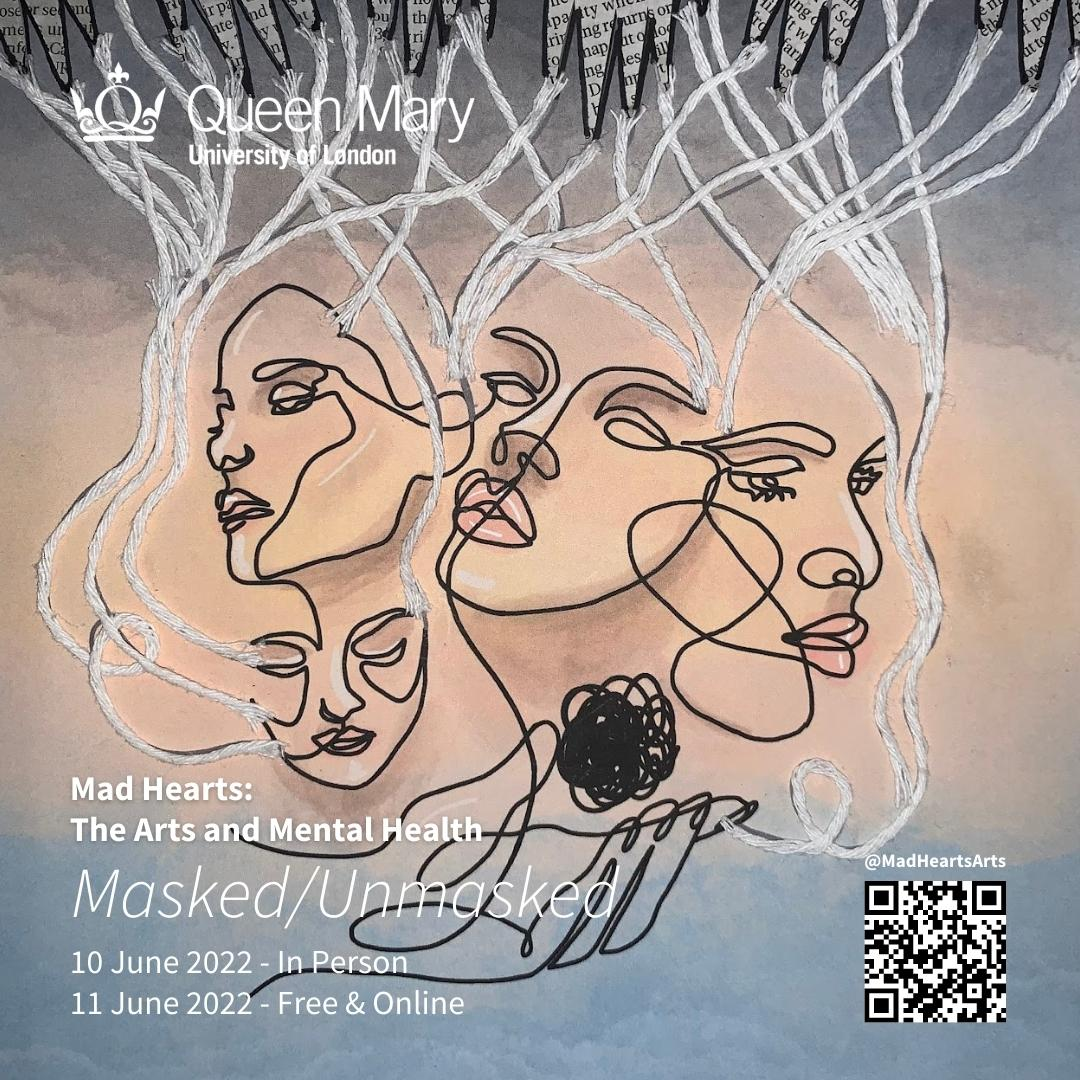 Queen Mary
University of London
Mad Hearts:
The Arts and Mental Health
Masked/Unmasked
10 June 2022 - In Person
11 June 2022 - Free & Online
@MadHeartsArts